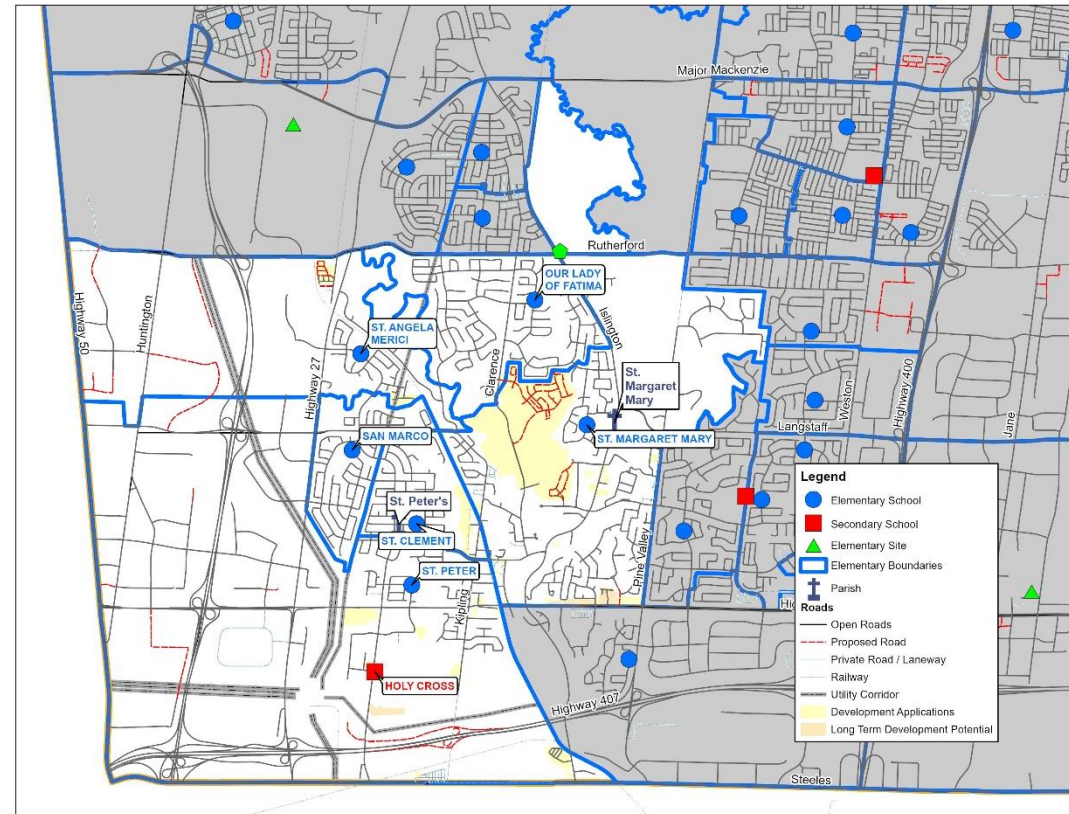 Major Mackenzie
Rutherford
OUR LADY
OF FATIMA
Islington
Highway 50
Huntington
Highway 27
ST. ANGELA
MERICI
Clarence
St.
Margaret
Mary
Weston
Highway 400
Jane
Langstaff
SAN MARCO
ST. MARGARET MARY
St. Peter's
ST. CLEMENT
ST. PETER
Kipling
Pine Valley
HOLY CROSS
Highway 407
Steeles
Legend
Elementary School
Secondary School
Elementary Site
Elementary Boundaries
Parish
Roads
Open Roads
Proposed Road
Private Road / Laneway
Railway
Utility Corridor
Development Applications
Long Term Development Potential